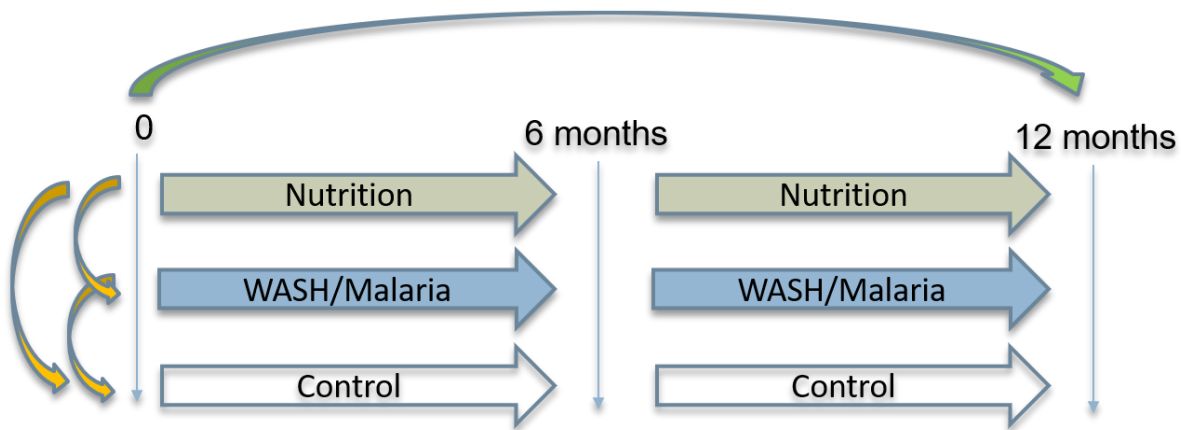 0
6 months
12 months
Nutrition
Nutrition
WASH/Malaria
WASH/Malaria
Control
Control